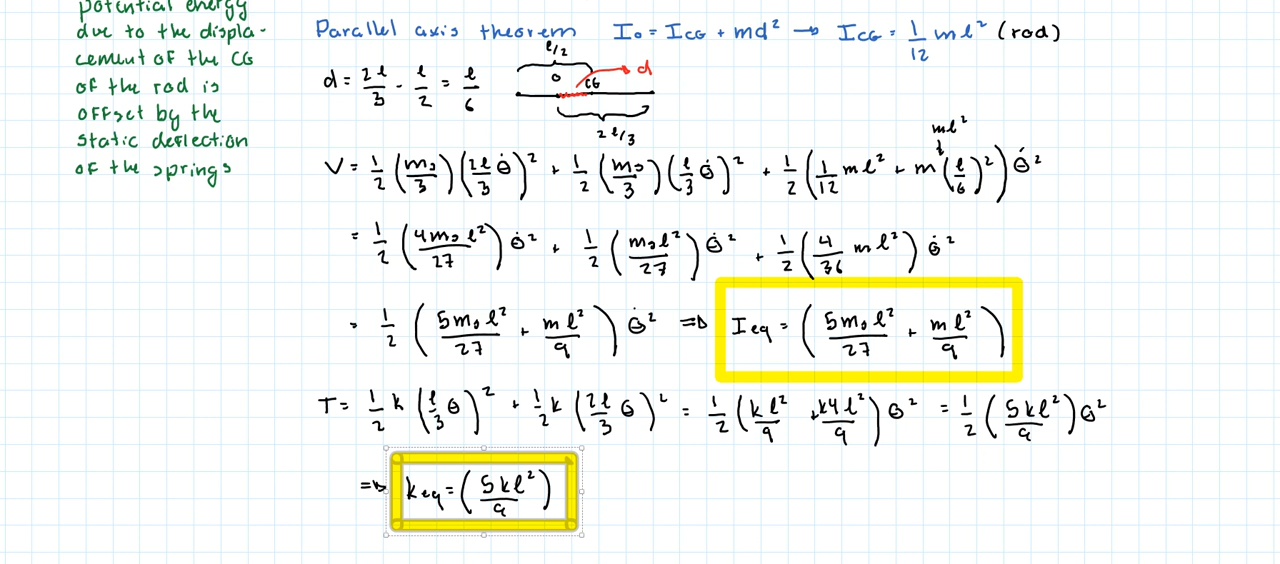 potential energy
due to the displa-
cement of the CG
of the rod is
offset by the
static deflection
of the springs
Parallel axis theorem I₀ = I_CG + md² → I_CG = 1/12 ml² (rod)
d = 2l/3 - l/2 = l/6
l/2
O CG d
2l/3
ml²
V = 1/2 (m₀/3)(2l/3 θ̇)² + 1/2 (m₀/3)(l/3 θ̇)² + 1/2 (1/12 ml² + m(l/6)²) θ̇²
= 1/2 (4m₀l²/27) θ̇² + 1/2 (m₀l²/27) θ̇² + 1/2 (4/36 ml²) θ̇²
= 1/2 (5m₀l²/27 + ml²/9) θ̇² ⇒ I_eq = (5m₀l²/27 + ml²/9)
T = 1/2 k (l/3 θ)² + 1/2 k (2l/3 θ)² = 1/2 (kl²/9 + k4l²/9) θ² = 1/2 (5kl²/9) θ²
⇒ k_eq = (5kl²/9)